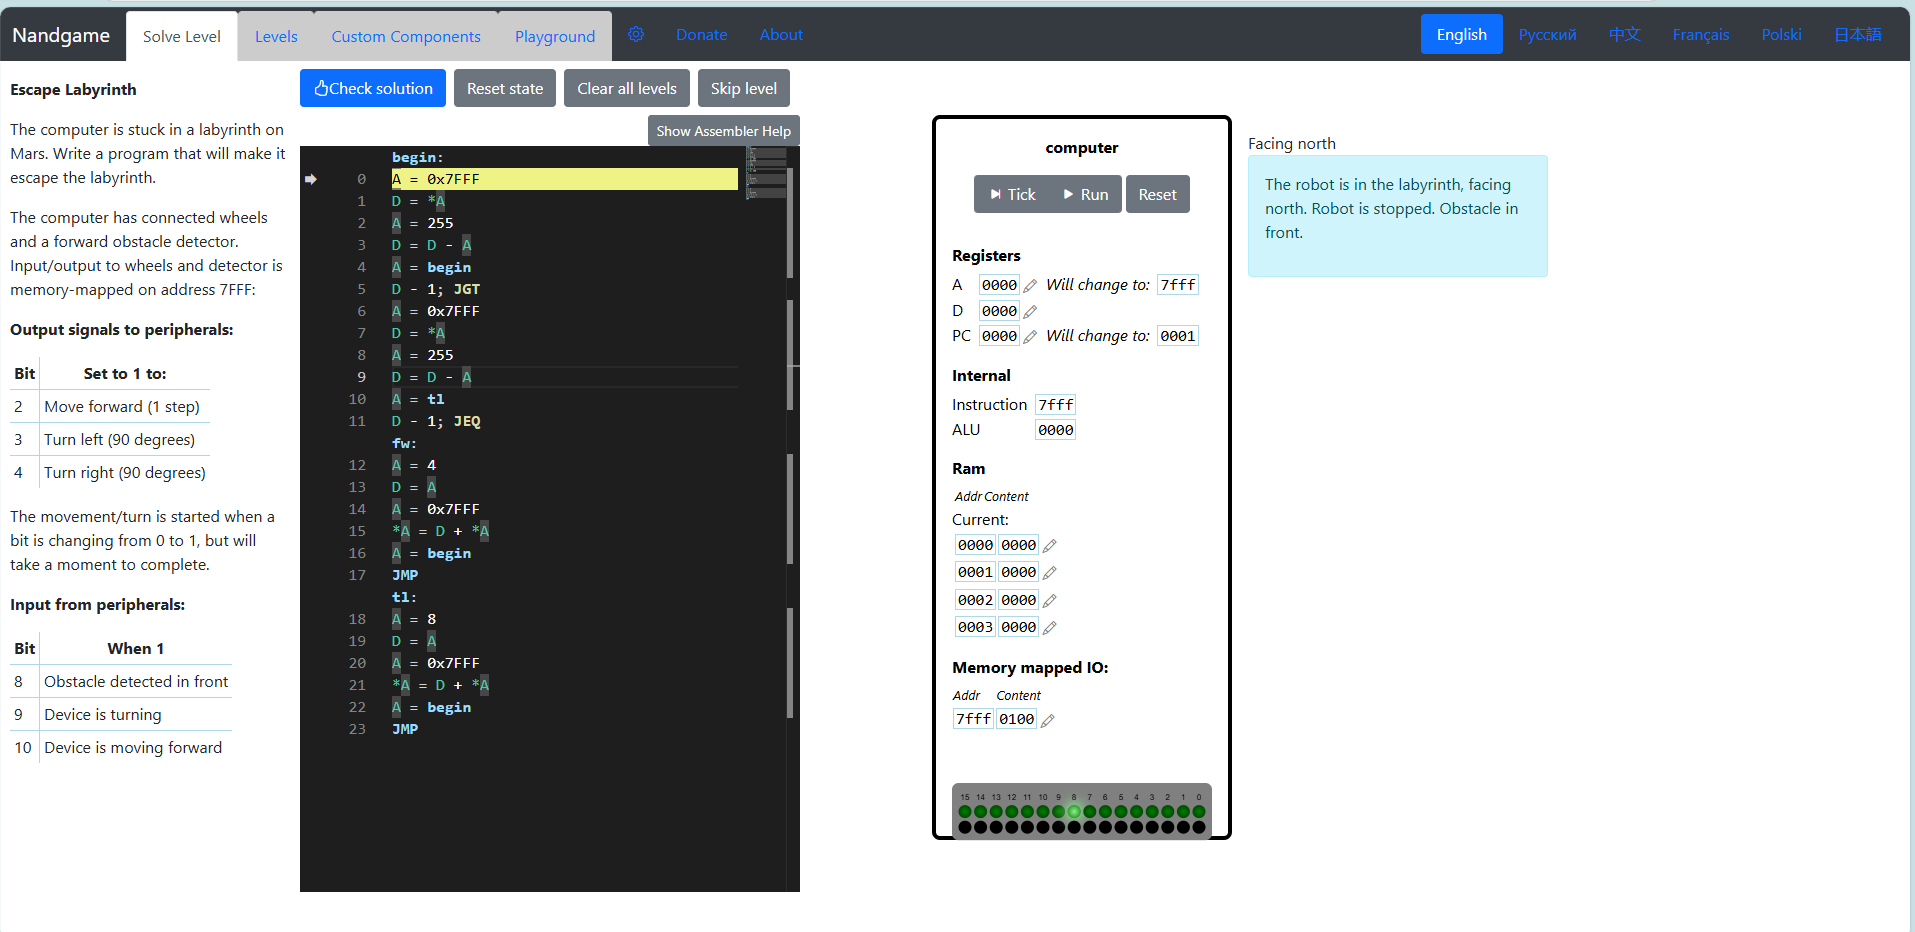 Nandgame
Solve Level
Levels
Custom Components
Playground
Donate
About
English
Русский
中文
Français
Polski
日本語
Escape Labyrinth
The computer is stuck in a labyrinth on
Mars. Write a program that will make it
escape the labyrinth.
The computer has connected wheels
and a forward obstacle detector.
Input/output to wheels and detector is
memory-mapped on address 7FFF:
Output signals to peripherals:
Bit Set to 1 to:
2 Move forward (1 step)
3 Turn left (90 degrees)
4 Turn right (90 degrees)
The movement/turn is started when a
bit is changing from 0 to 1, but will
take a moment to complete.
Input from peripherals:
Bit When 1
8 Obstacle detected in front
9 Device is turning
10 Device is moving forward
Check solution
Reset state
Clear all levels
Skip level
Show Assembler Help
begin:
0 A = 0x7FFF
1 D = *A
2 A = 255
3 D = D - A
4 A = begin
5 D - 1; JGT
6 A = 0x7FFF
7 D = *A
8 A = 255
9 D = D - A
10 A = tl
11 D - 1; JEQ
fw:
12 A = 4
13 D = A
14 A = 0x7FFF
15 *A = D + *A
16 A = begin
17 JMP
tl:
18 A = 8
19 D = A
20 A = 0x7FFF
21 *A = D + *A
22 A = begin
23 JMP
computer
Tick
Run
Reset
Registers
A 0000 Will change to: 7fff
D 0000
PC 0000 Will change to: 0001
Internal
Instruction 7fff
ALU 0000
Ram
Addr Content
Current:
0000 0000
0001 0000
0002 0000
0003 0000
Memory mapped IO:
Addr Content
7fff 0100
15 14 13 12 11 10 9 8 7 6 5 4 3 2 1 0
Facing north
The robot is in the labyrinth, facing
north. Robot is stopped. Obstacle in
front.